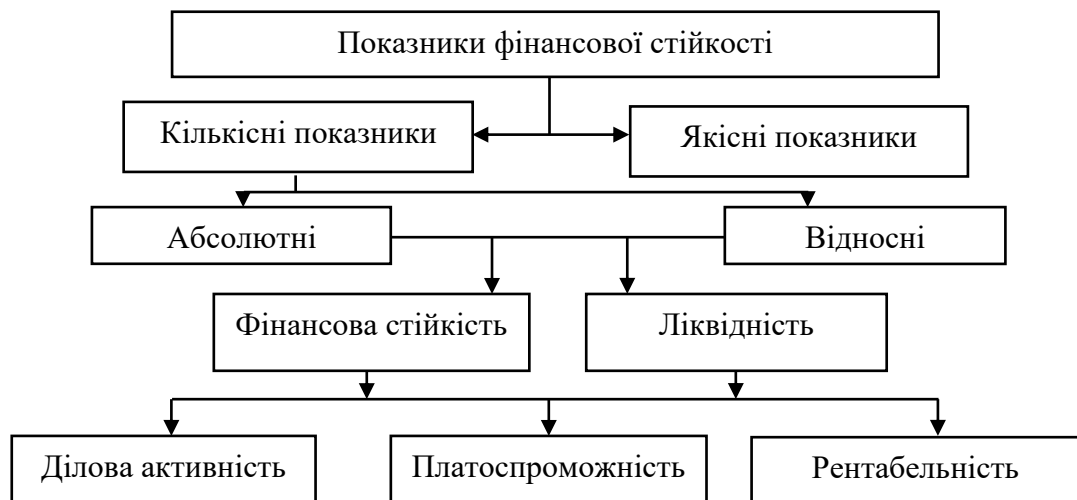 Показники фінансової стійкості
Кількісні показники
Якісні показники
Абсолютні
Відносні
Фінансова стійкість
Ліквідність
Ділова активність
Платоспроможність
Рентабельність